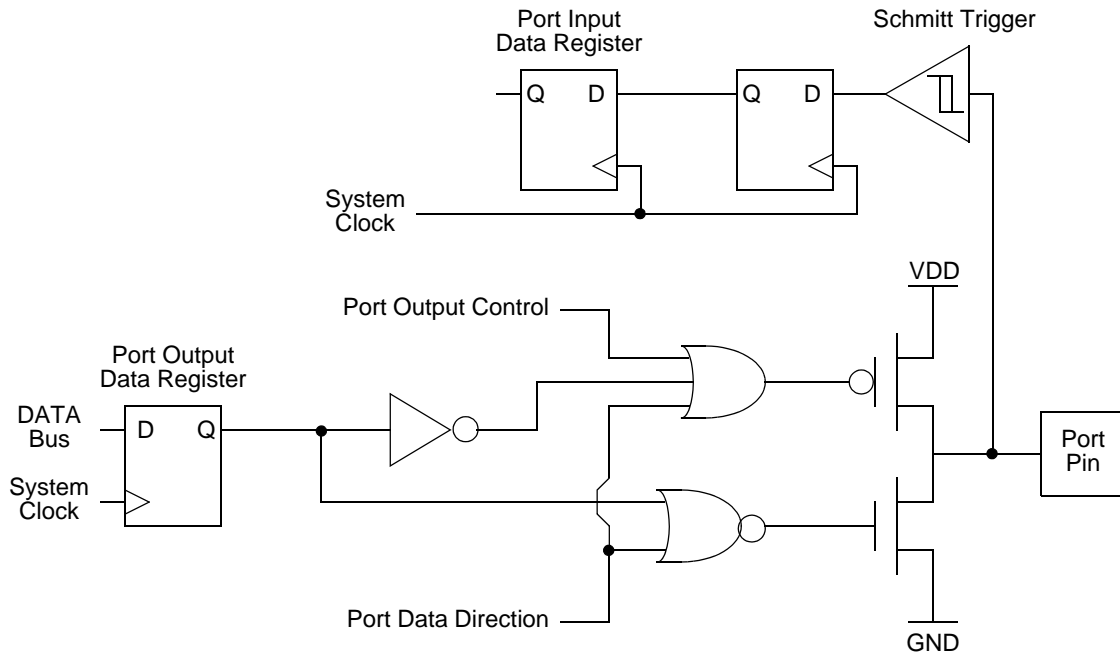 Port Input
Data Register
Schmitt Trigger
Q D
Q D
System
Clock
VDD
Port Output Control
Port Output
Data Register
DATA
Bus
D Q
System
Clock
Port
Pin
Port Data Direction
GND